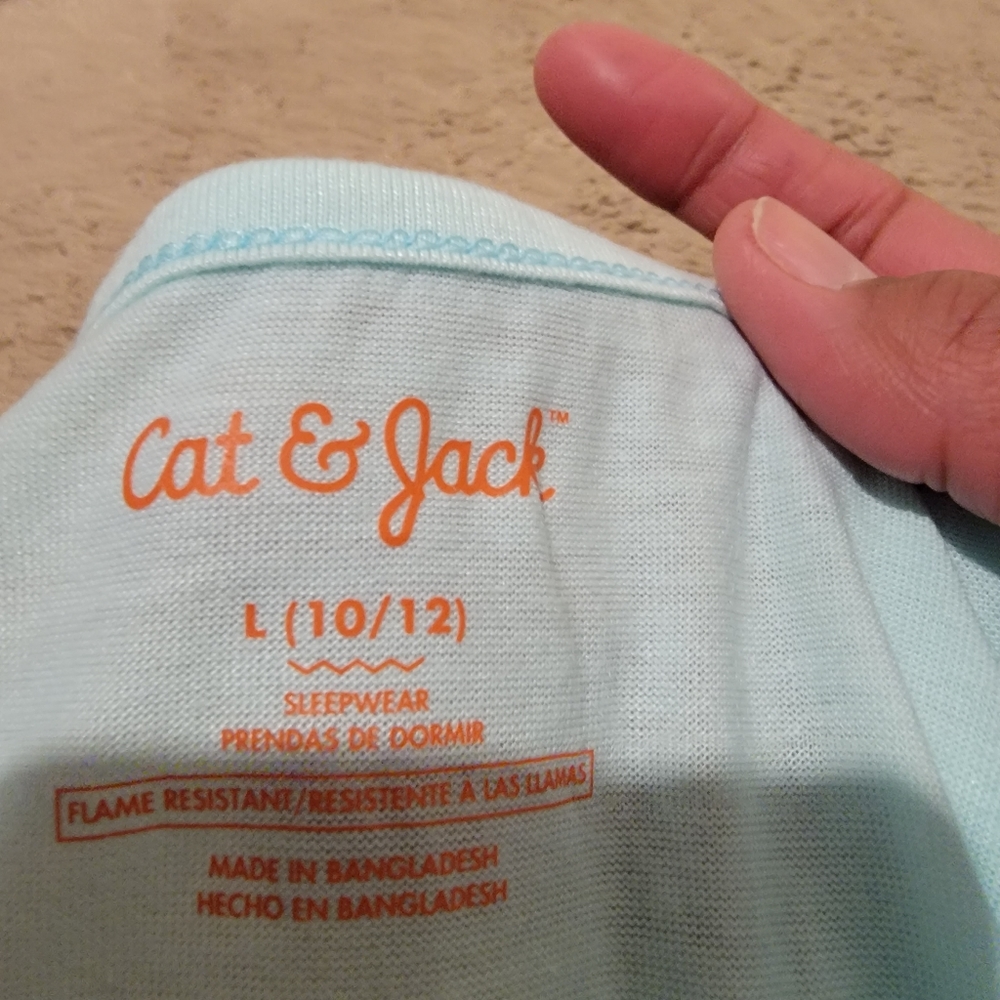 Cat & Jack™
L (10/12)
SLEEPWEAR
PRENDAS DE DORMIR
FLAME RESISTANT/RESISTENTE A LAS LLAMAS
MADE IN BANGLADESH
HECHO EN BANGLADESH